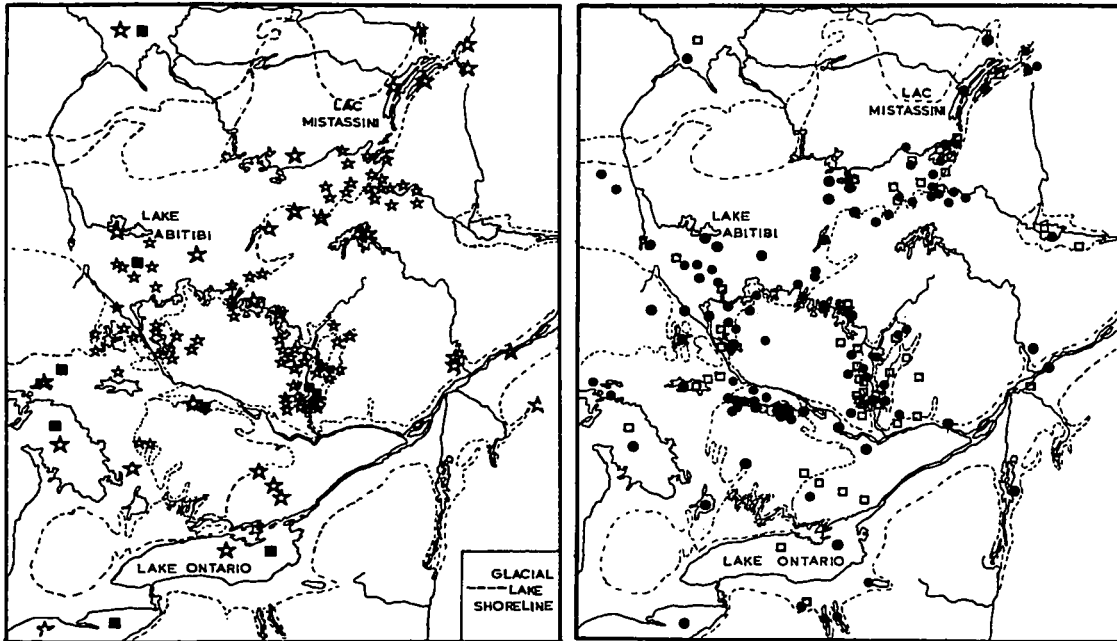 LAC
MISTASSINI
LAKE
ABITIBI
LAKE ONTARIO
GLACIAL
LAKE
SHORELINE
LAC
MISTASSINI
LAKE
ABITIBI
LAKE ONTARIO